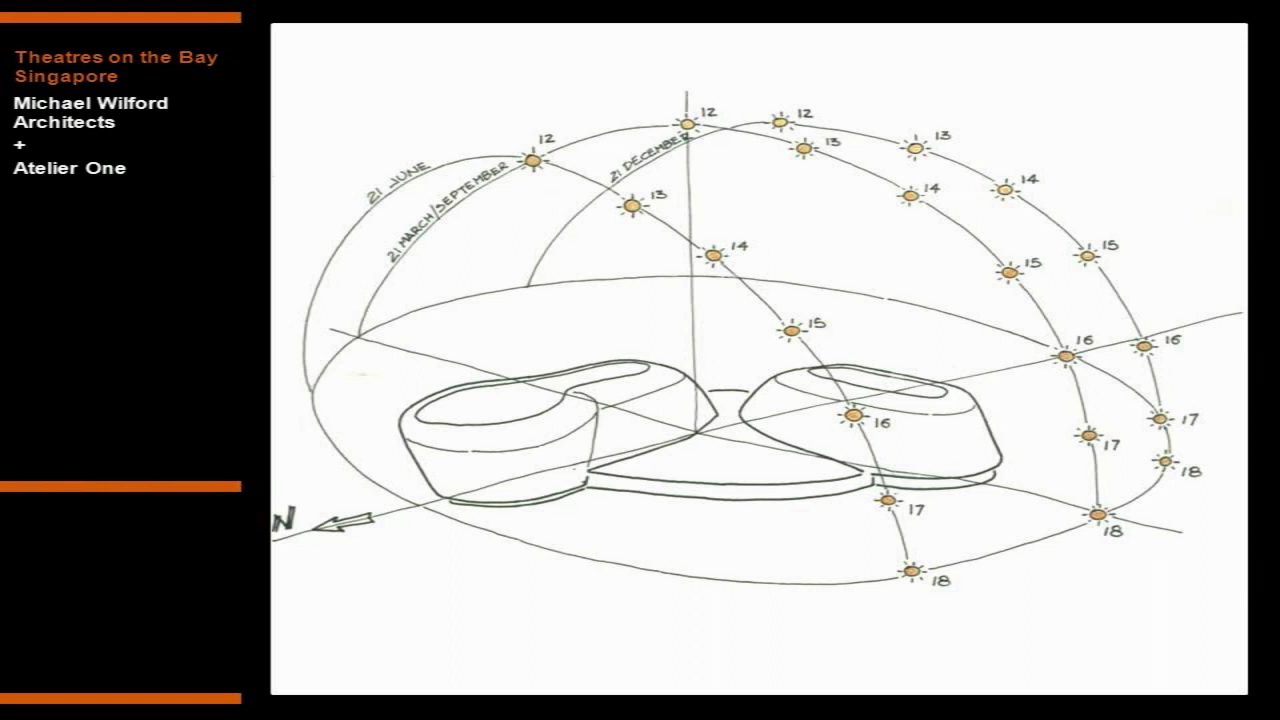 Theatres on the Bay
Singapore
Michael Wilford
Architects
+
Atelier One
12
12
12
13
13
21 JUNE
21 MARCH/SEPTEMBER
21 DECEMBER
13
14
14
14
15
15
15
16
16
16
17
17
17
18
18
18
N